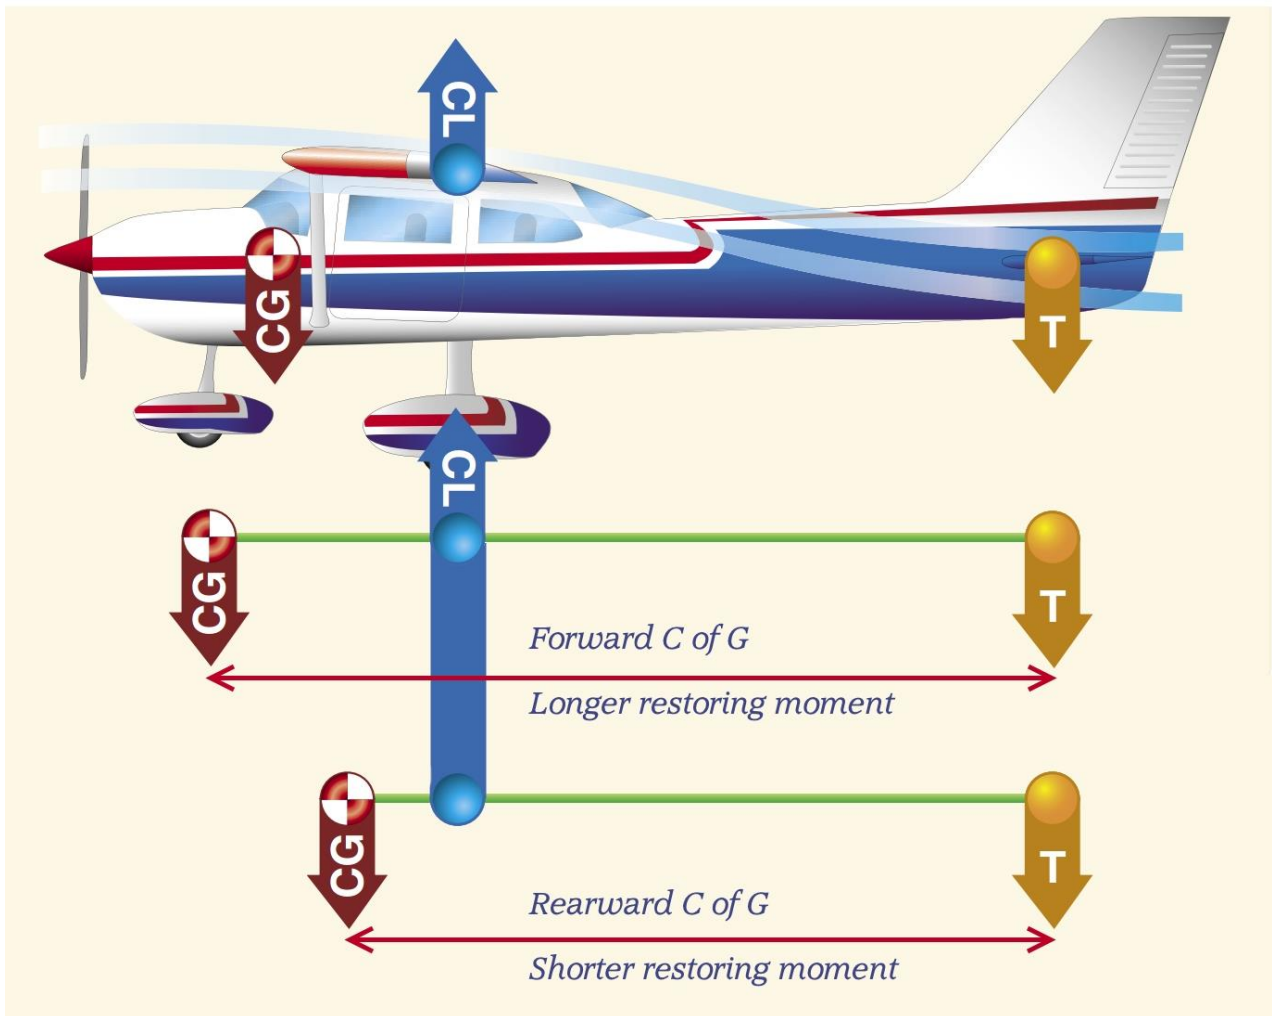 CL
CG
T
CL
CG
T
Forward C of G
Longer restoring moment
CG
T
Rearward C of G
Shorter restoring moment